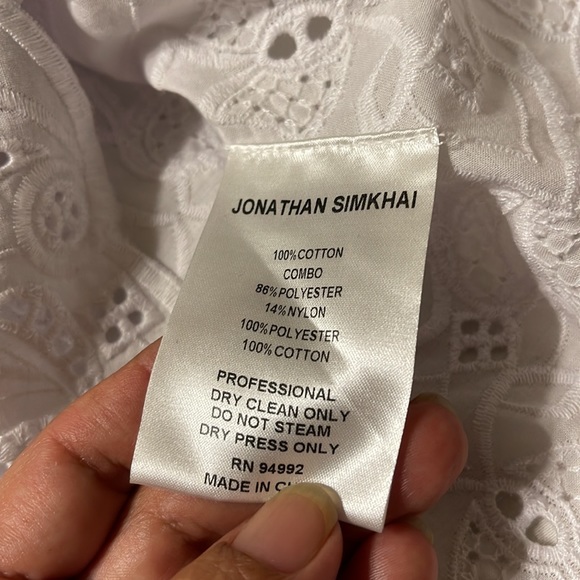 JONATHAN SIMKHAI
100% COTTON
COMBO
86% POLYESTER
14% NYLON
100% POLYESTER
100% COTTON
PROFESSIONAL
DRY CLEAN ONLY
DO NOT STEAM
DRY PRESS ONLY
RN 94992
MADE IN